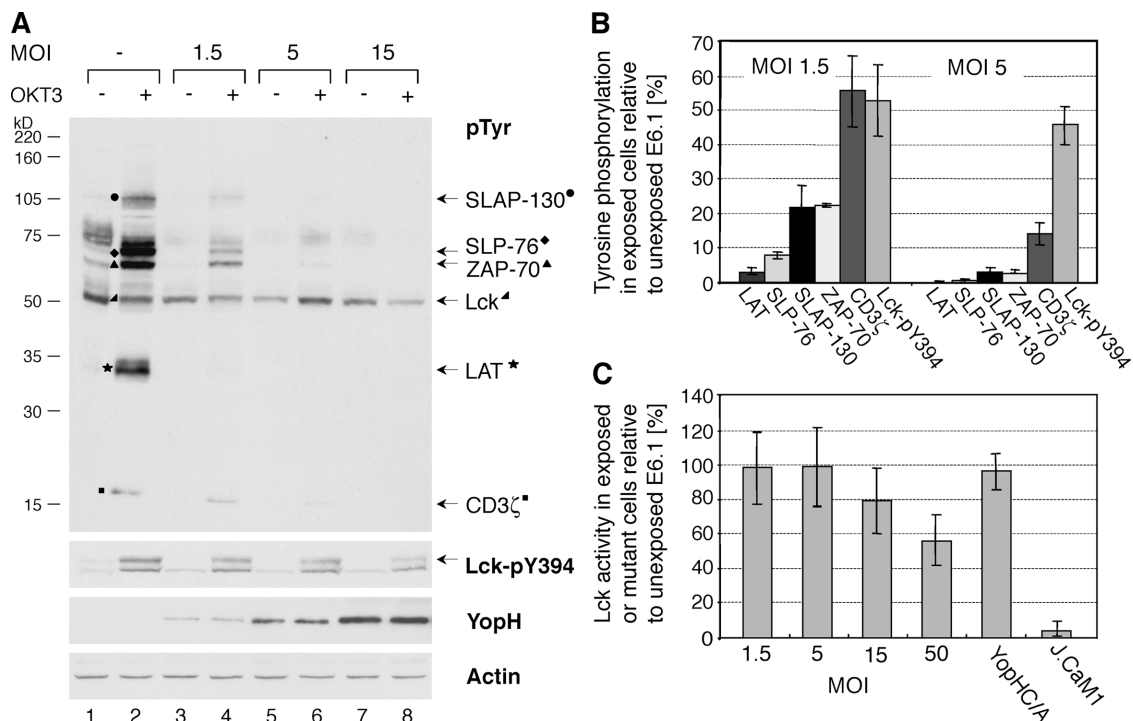 A
MOI - 1.5 5 15
OKT3 - + - + - + - +
kD
220
160
105
75
50
35
30
15
pTyr
SLAP-130
SLP-76
ZAP-70
Lck
LAT
CD3ζ
Lck-pY394
YopH
Actin
1 2 3 4 5 6 7 8
B
Tyrosine phosphorylation
in exposed cells relative
to unexposed E6.1 [%]
70
60
50
40
30
20
10
0
MOI 1.5
MOI 5
LAT
SLP-76
SLAP-130
ZAP-70
CD3ζ
Lck-pY394
LAT
SLP-76
SLAP-130
ZAP-70
CD3ζ
Lck-pY394
C
Lck activity in exposed
or mutant cells relative
to unexposed E6.1 [%]
140
120
100
80
60
40
20
0
1.5 5 15 50
YopHC/A
J.CaM1
MOI